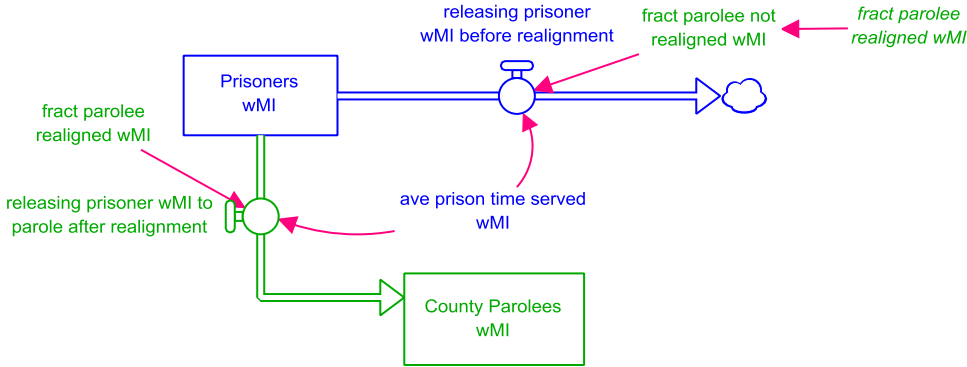 releasing prisoner
wMI before realignment
fract parolee not
realigned wMI
fract parolee
realigned wMI
Prisoners
wMI
fract parolee
realigned wMI
releasing prisoner wMI to
parole after realignment
ave prison time served
wMI
County Parolees
wMI